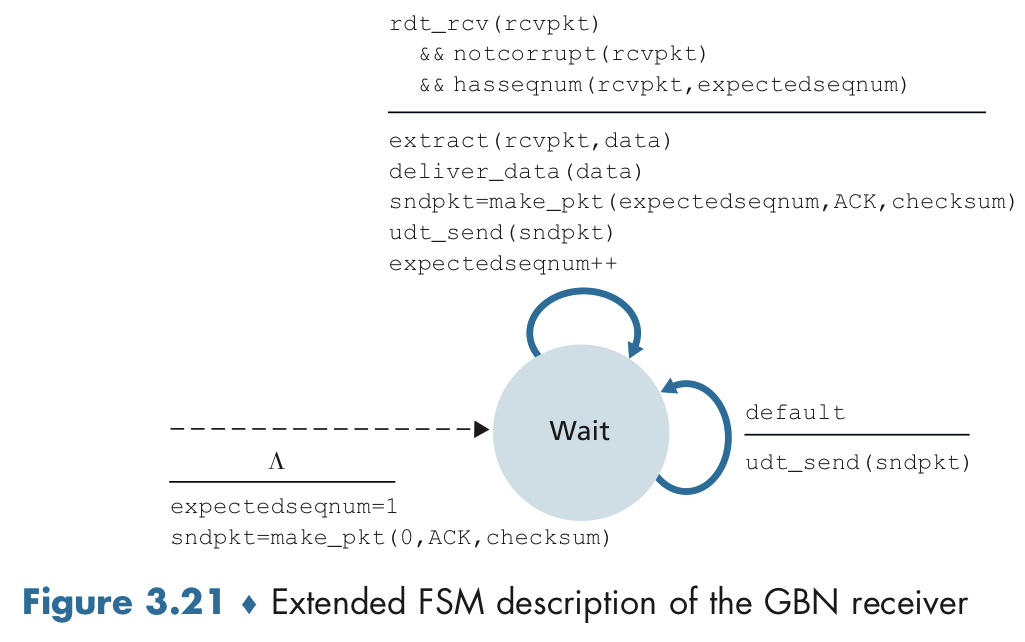 rdt_rcv(rcvpkt)
&& notcorrupt(rcvpkt)
&& hasseqnum(rcvpkt,expectedseqnum)
extract(rcvpkt,data)
deliver_data(data)
sndpkt=make_pkt(expectedseqnum,ACK,checksum)
udt_send(sndpkt)
expectedseqnum++
Wait
default
udt_send(sndpkt)
Λ
expectedseqnum=1
sndpkt=make_pkt(0,ACK,checksum)
Figure 3.21 ♦ Extended FSM description of the GBN receiver